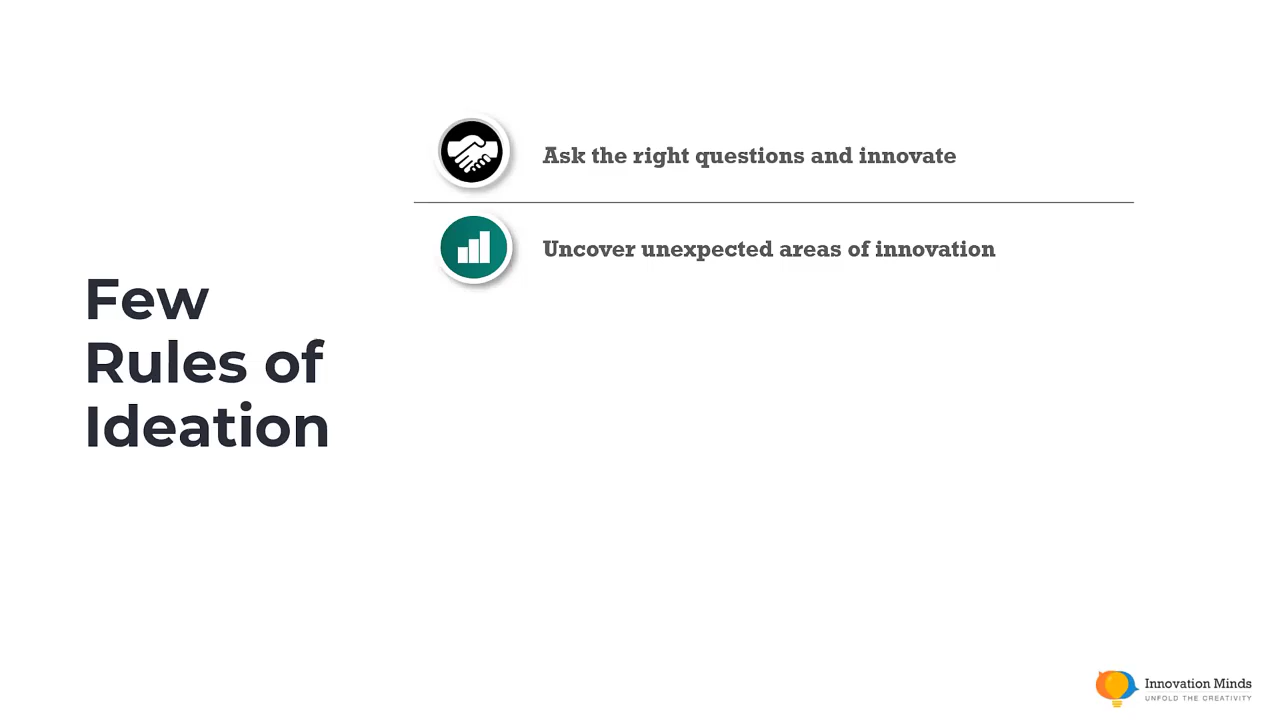 Ask the right questions and innovate
Uncover unexpected areas of innovation
Few
Rules of
Ideation
Innovation Minds
UNFOLD THE CREATIVITY